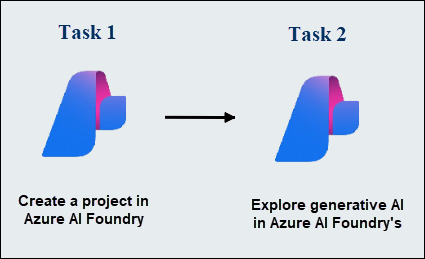 Task 1
Task 2
Create a project in
Azure AI Foundry
Explore generative AI
in Azure AI Foundry's